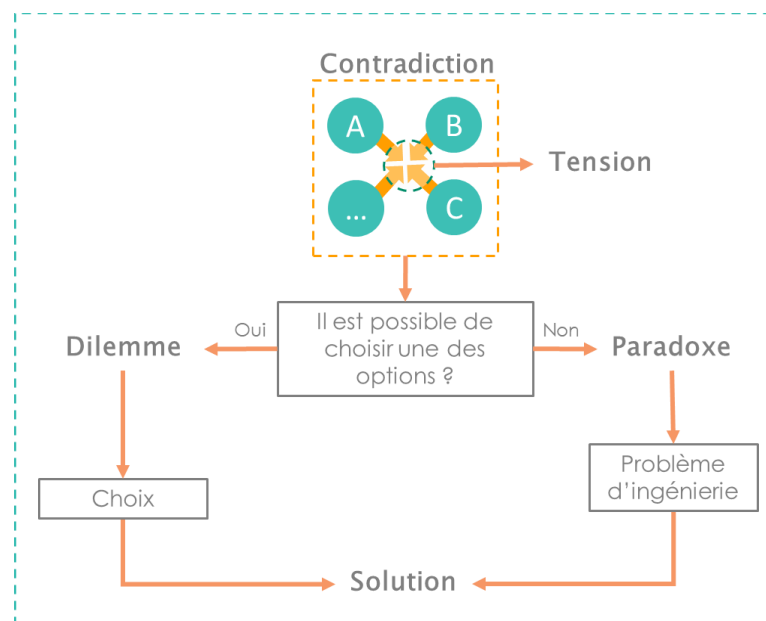 Contradiction
A
B
Tension
...
C
Il est possible de
choisir une des
options ?
Oui
Non
Dilemme
Paradoxe
Choix
Problème
d'ingénierie
Solution